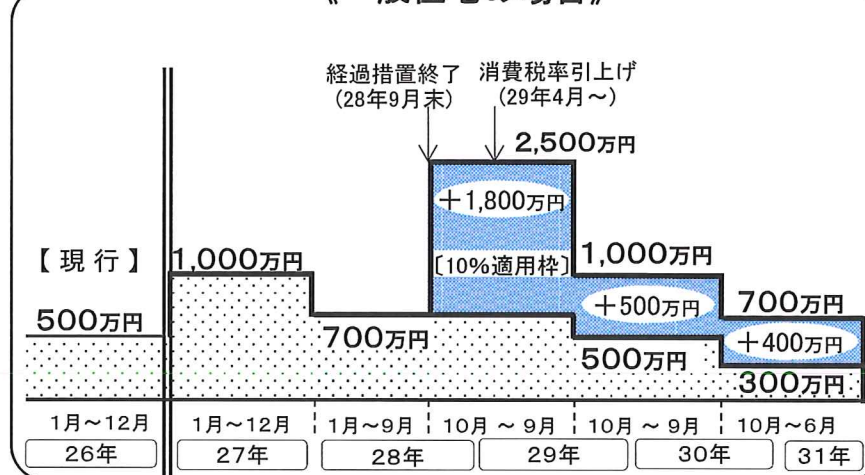 経過措置終了
(28年9月末)
消費税率引上げ
(29年4月～)
2,500万円
＋1,800万円
【現行】
1,000万円
〔10%適用枠〕
1,000万円
500万円
＋500万円
700万円
700万円
＋400万円
500万円
300万円
1月～12月
1月～12月
1月～9月
10月～9月
10月～9月
10月～6月
26年
27年
28年
29年
30年
31年